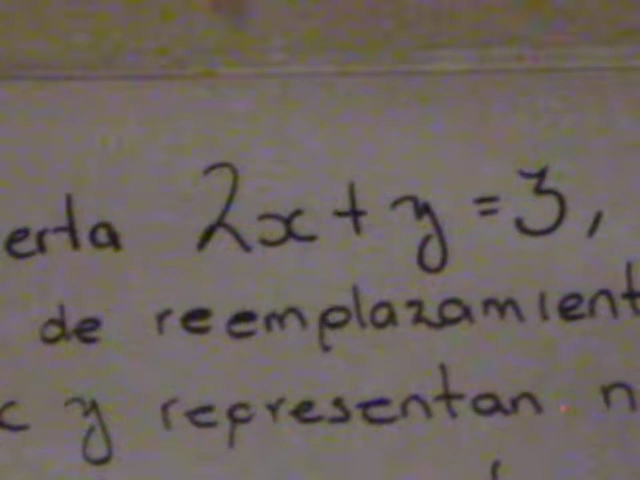 erta 2x + y = 3,
de reemplazamient
y representan n